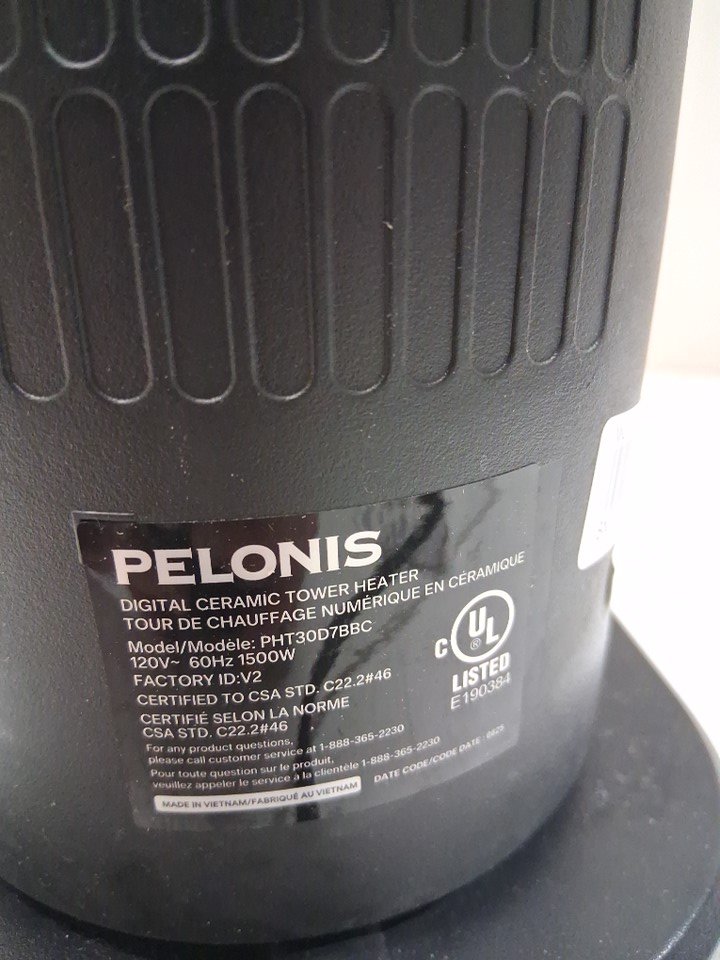 PELONIS
DIGITAL CERAMIC TOWER HEATER
TOUR DE CHAUFFAGE NUMÉRIQUE EN CÉRAMIQUE
Model/Modèle: PHT30D7BBC
120V~ 60Hz 1500W
FACTORY ID:V2
CERTIFIED TO CSA STD. C22.2#46
CERTIFIÉ SELON LA NORME
CSA STD. C22.2#46
C UL ®
LISTED
E190384
For any product questions,
please call customer service at 1-888-365-2230
Pour toute question sur le produit,
veuillez appeler le service à la clientèle 1-888-365-2230
MADE IN VIETNAM/FABRIQUÉ AU VIETNAM
DATE CODE/CODE DATE :